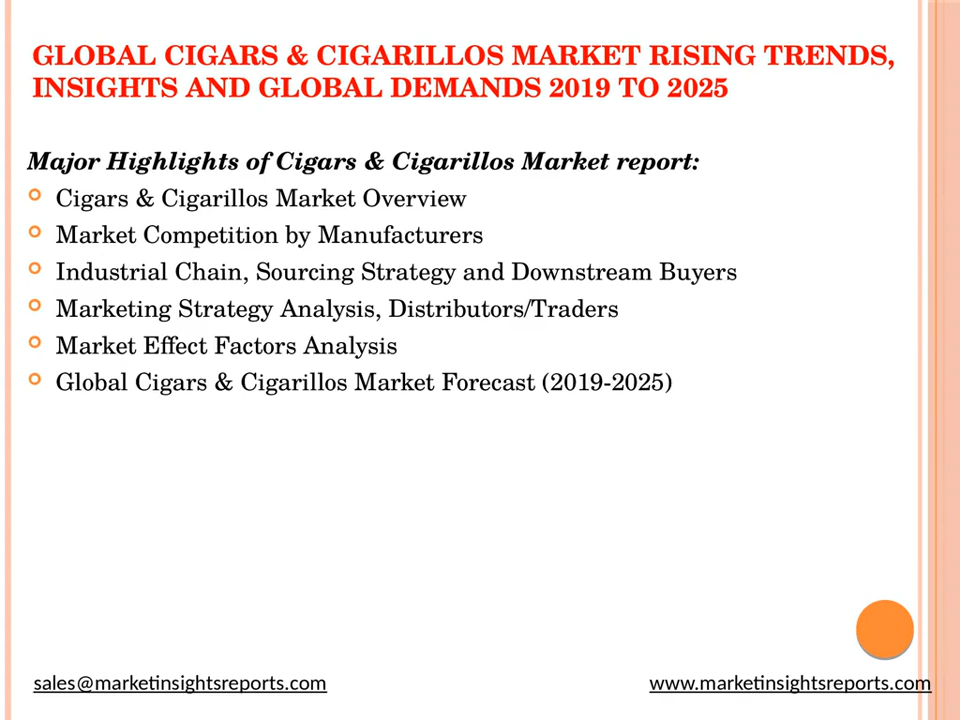 GLOBAL CIGARS & CIGARILLOS MARKET RISING TRENDS,
INSIGHTS AND GLOBAL DEMANDS 2019 TO 2025
Major Highlights of Cigars & Cigarillos Market report:
Cigars & Cigarillos Market Overview
Market Competition by Manufacturers
Industrial Chain, Sourcing Strategy and Downstream Buyers
Marketing Strategy Analysis, Distributors/Traders
Market Effect Factors Analysis
Global Cigars & Cigarillos Market Forecast (2019-2025)
sales@marketinsightsreports.com
www.marketinsightsreports.com